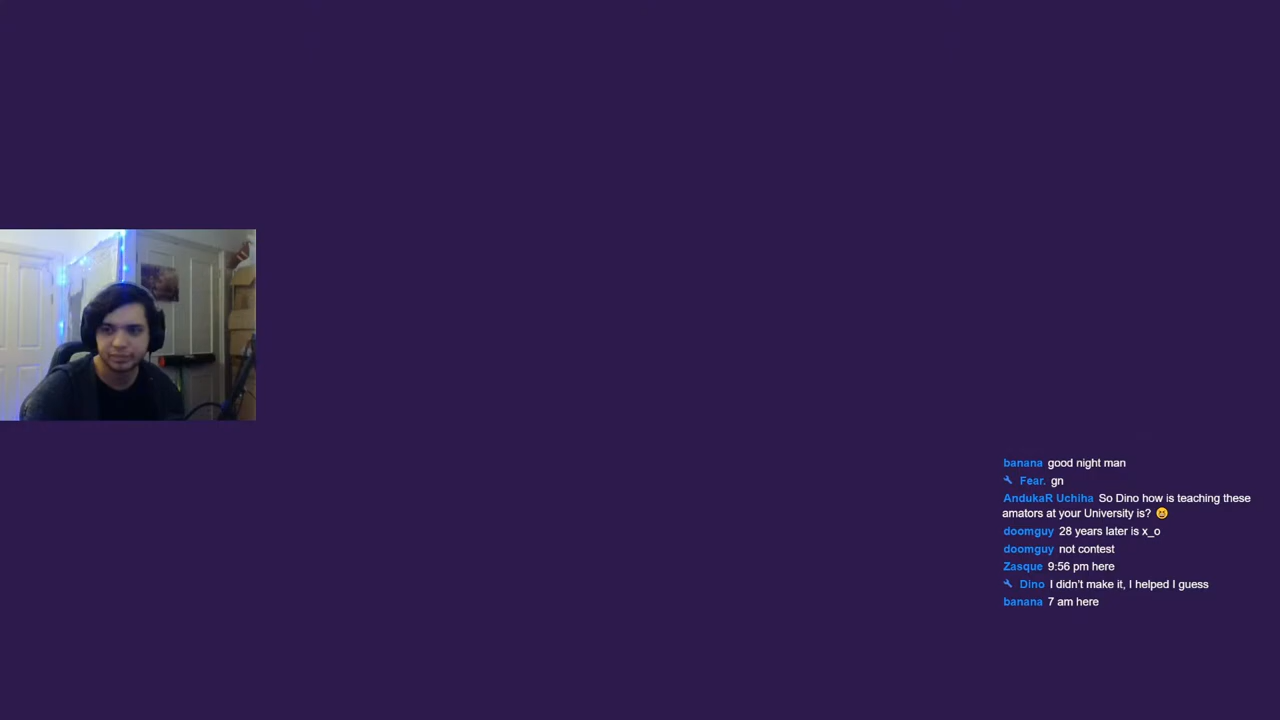 banana good night man
Fear. gn
AndukaR Uchiha So Dino how is teaching these
amators at your University is?
doomguy 28 years later is x_o
doomguy not contest
Zasque 9:56 pm here
Dino I didn't make it, I helped I guess
banana 7 am here